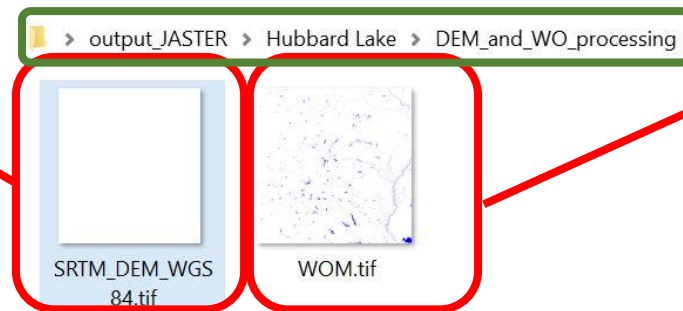 > output_JASTER > Hubbard Lake > DEM_and_WO_processing
SRTM_DEM_WGS
84.tif
WOM.tif